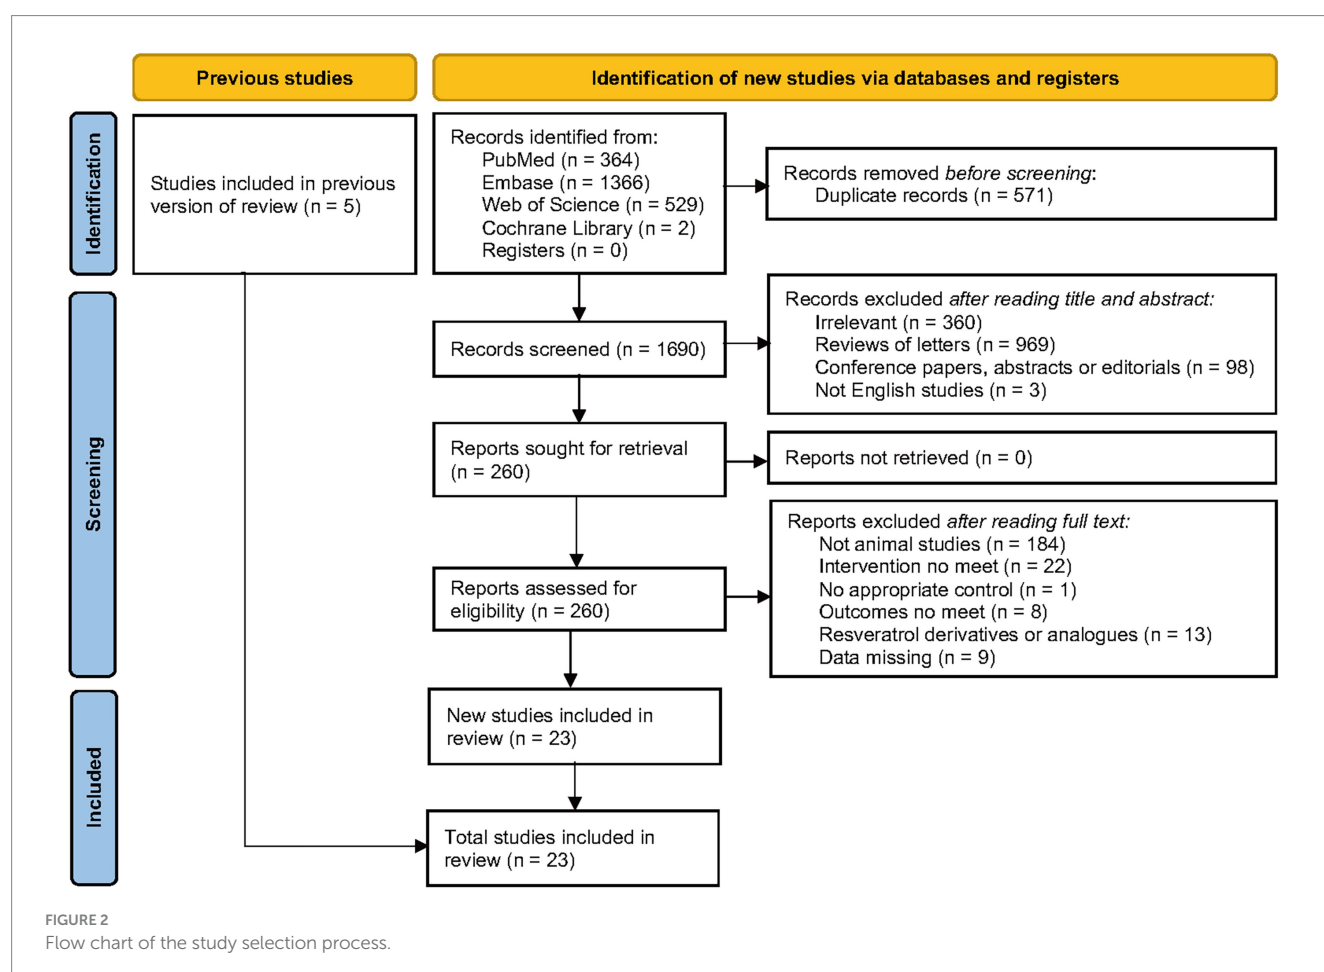 Previous studies
Identification of new studies via databases and registers
Identification
Studies included in previous
version of review (n = 5)
Records identified from:
PubMed (n = 364)
Embase (n = 1366)
Web of Science (n = 529)
Cochrane Library (n = 2)
Registers (n = 0)
Records removed before screening:
Duplicate records (n = 571)
Screening
Records screened (n = 1690)
Records excluded after reading title and abstract:
Irrelevant (n = 360)
Reviews of letters (n = 969)
Conference papers, abstracts or editorials (n = 98)
Not English studies (n = 3)
Reports sought for retrieval
(n = 260)
Reports not retrieved (n = 0)
Reports assessed for
eligibility (n = 260)
Reports excluded after reading full text:
Not animal studies (n = 184)
Intervention no meet (n = 22)
No appropriate control (n = 1)
Outcomes no meet (n = 8)
Resveratrol derivatives or analogues (n = 13)
Data missing (n = 9)
Included
New studies included in
review (n = 23)
Total studies included in
review (n = 23)
FIGURE 2
Flow chart of the study selection process.